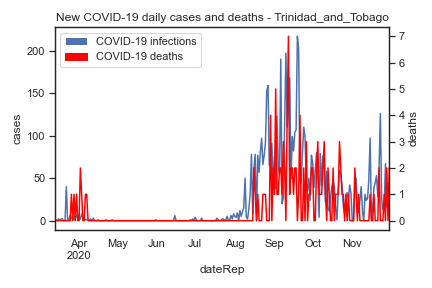 New COVID-19 daily cases and deaths - Trinidad_and_Tobago
COVID-19 infections
COVID-19 deaths
cases
200
150
100
50
0
7
6
5
4
3
2
1
0
deaths
Apr May Jun Jul Aug Sep Oct Nov
2020
dateRep